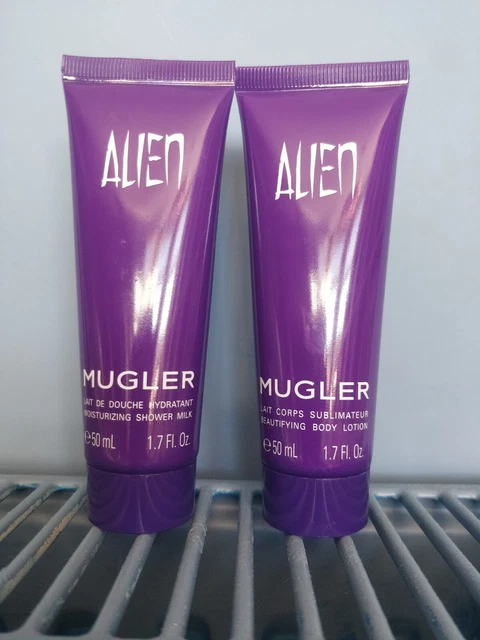 ALIEN
MUGLER
LAIT DE DOUCHE HYDRATANT
MOISTURIZING SHOWER MILK
℮50 mL 1.7 Fl. Oz.
ALIEN
MUGLER
LAIT CORPS SUBLIMATEUR
BEAUTIFYING BODY LOTION
℮50 mL 1.7 Fl. Oz.